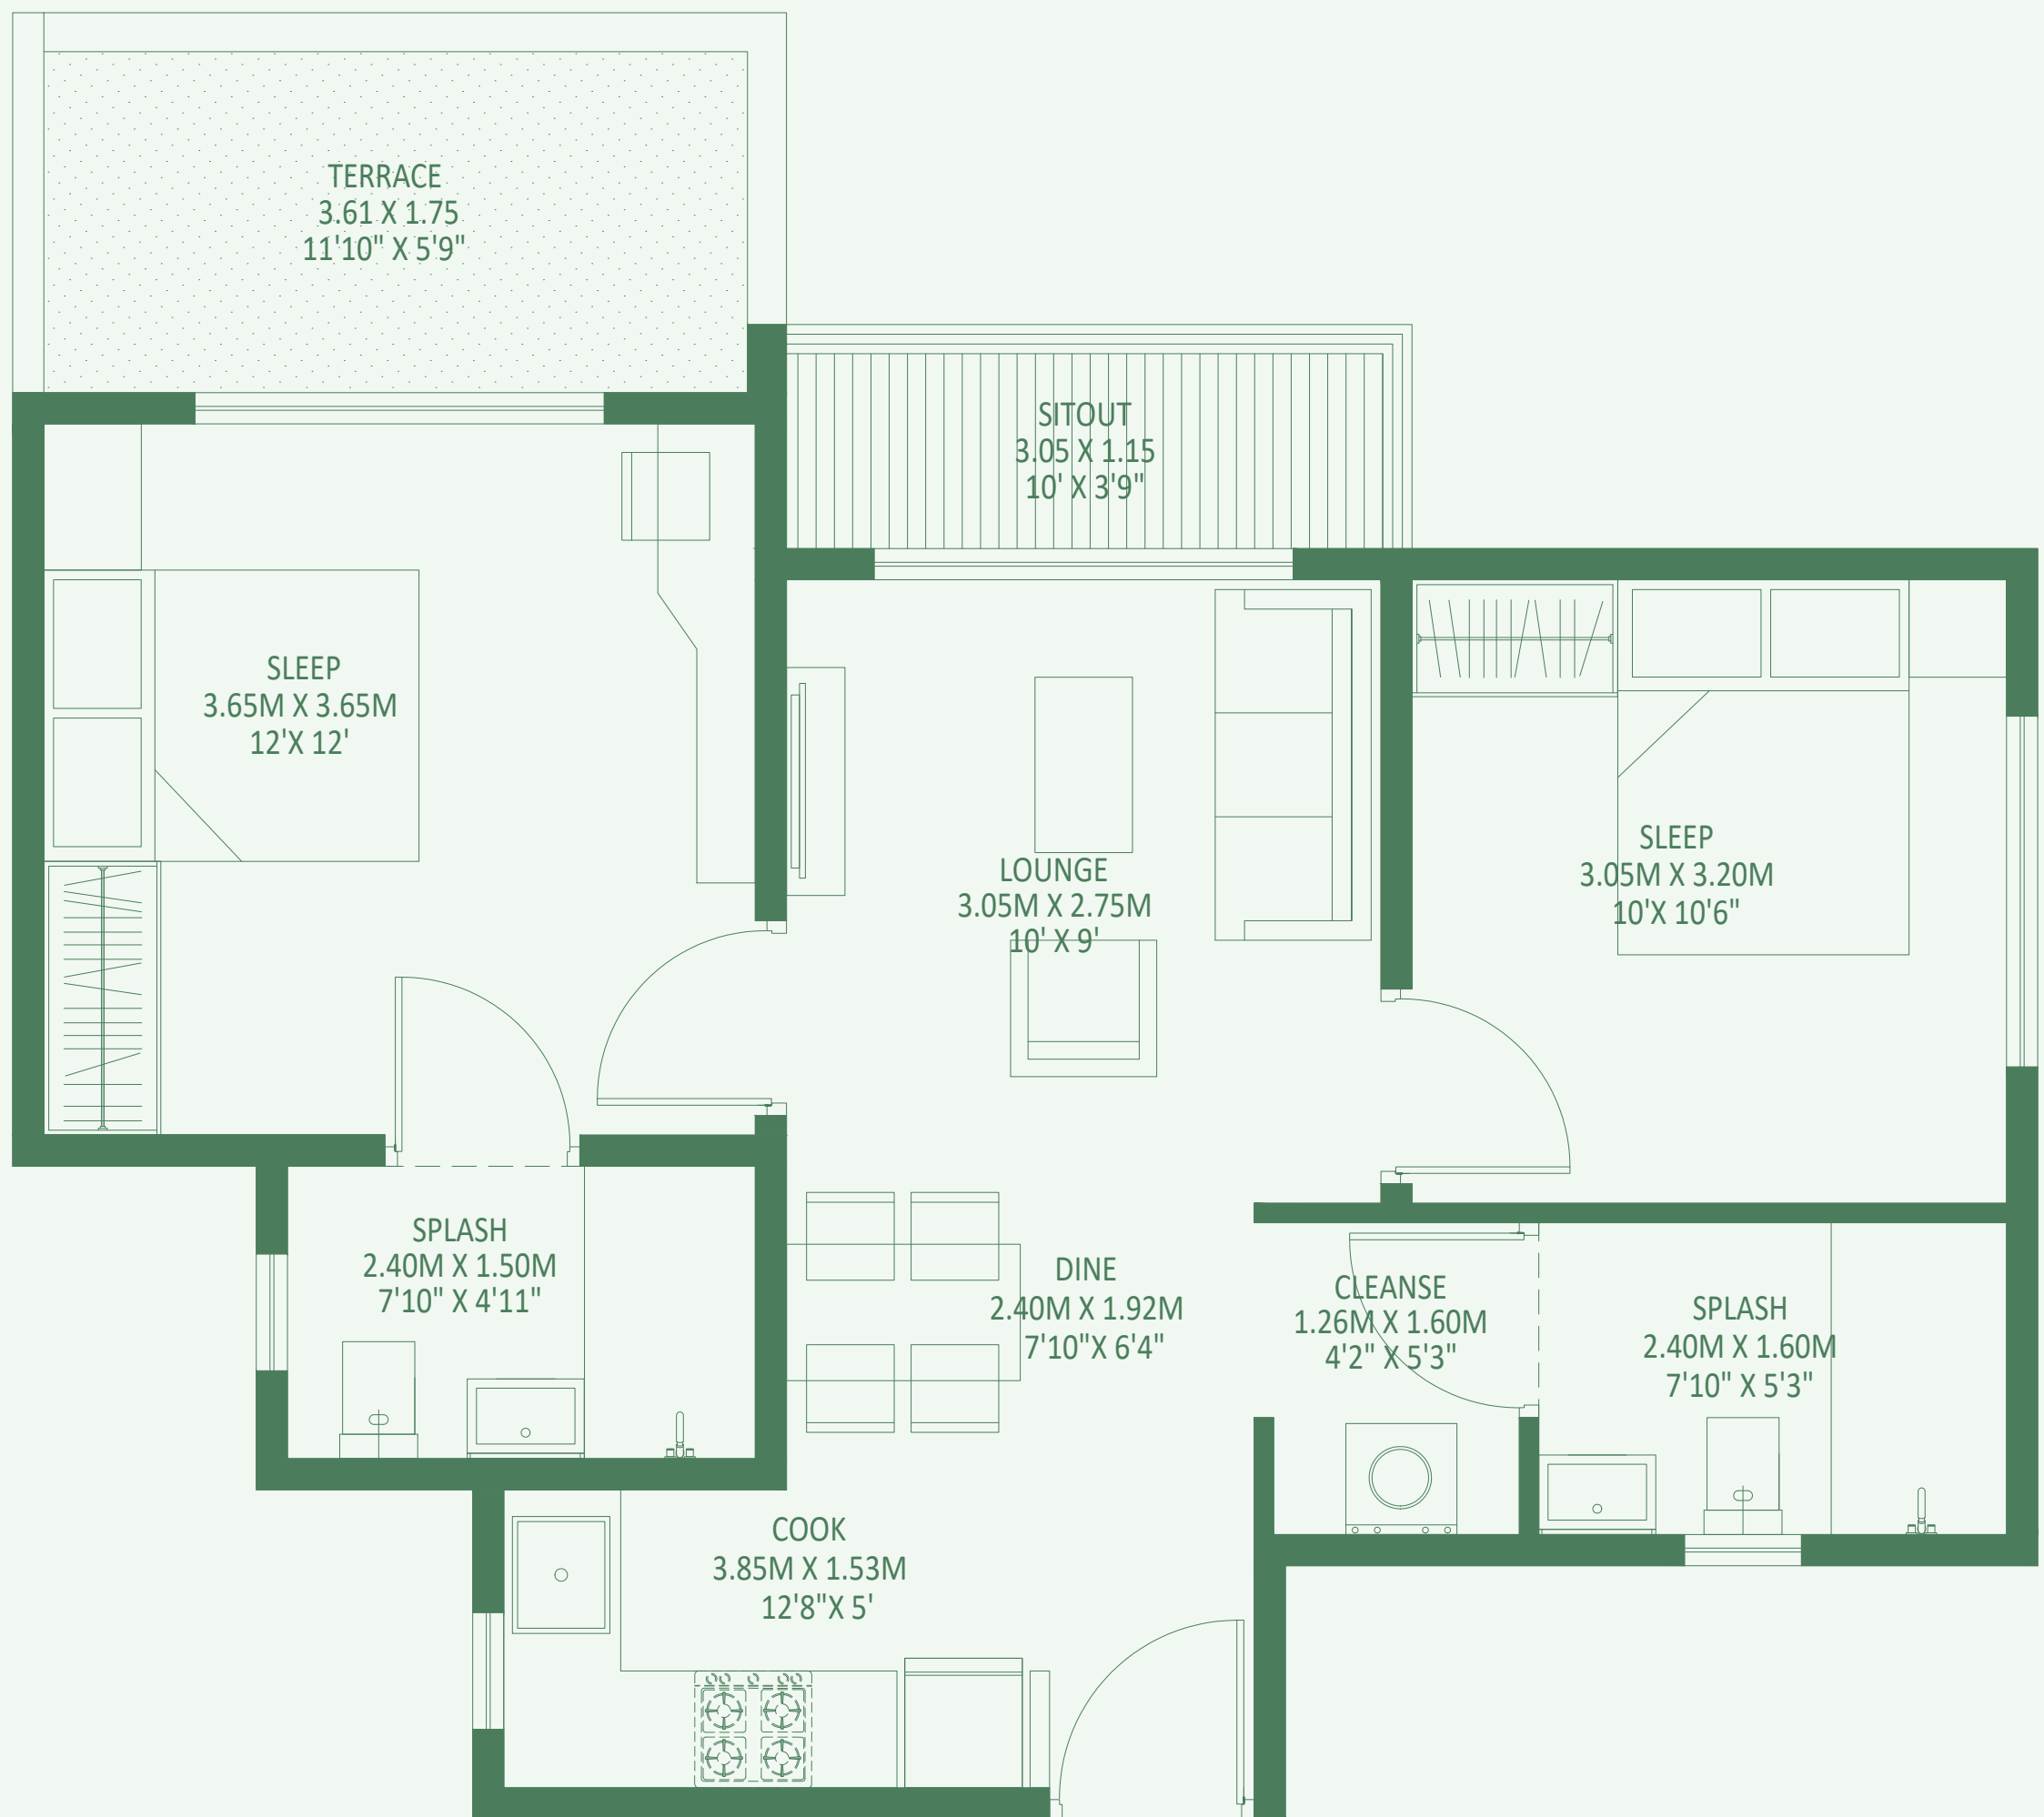 TERRACE
3.61 X 1.75
11'10" X 5'9"
SITOUT
3.05 X 1.15
10' X 3'9"
SLEEP
3.65M X 3.65M
12'X 12'
LOUNGE
3.05M X 2.75M
10' X 9'
SLEEP
3.05M X 3.20M
10'X 10'6"
SPLASH
2.40M X 1.50M
7'10" X 4'11"
DINE
2.40M X 1.92M
7'10"X 6'4"
CLEANSE
1.26M X 1.60M
4'2" X 5'3"
SPLASH
2.40M X 1.60M
7'10" X 5'3"
COOK
3.85M X 1.53M
12'8"X 5'